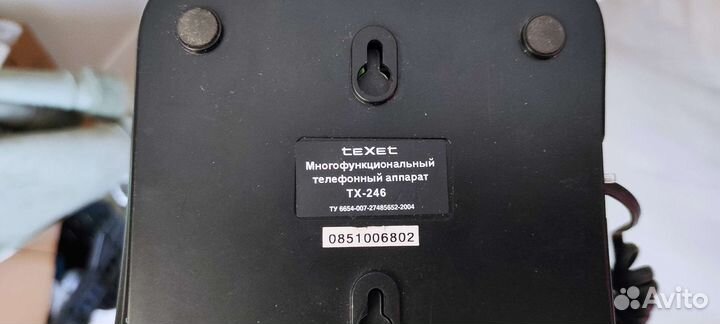 teXet
Многофункциональный
телефонный аппарат
TX-246
ТУ 6654-007-27485652-2004
0851006802
Avito